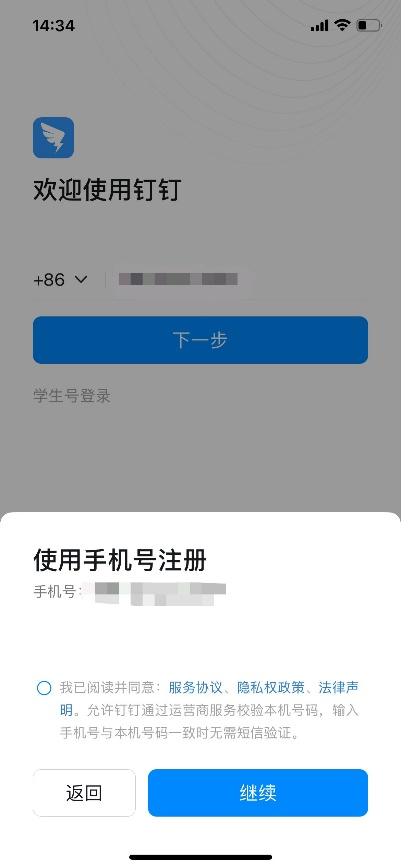 14:34
欢迎使用钉钉
+86
下一步
学生号登录
使用手机号注册
手机号:
我已阅读并同意：服务协议、隐私权政策、法律声
明。允许钉钉通过运营商服务校验本机号码，输入
手机号与本机号码一致时无需短信验证。
返回
继续